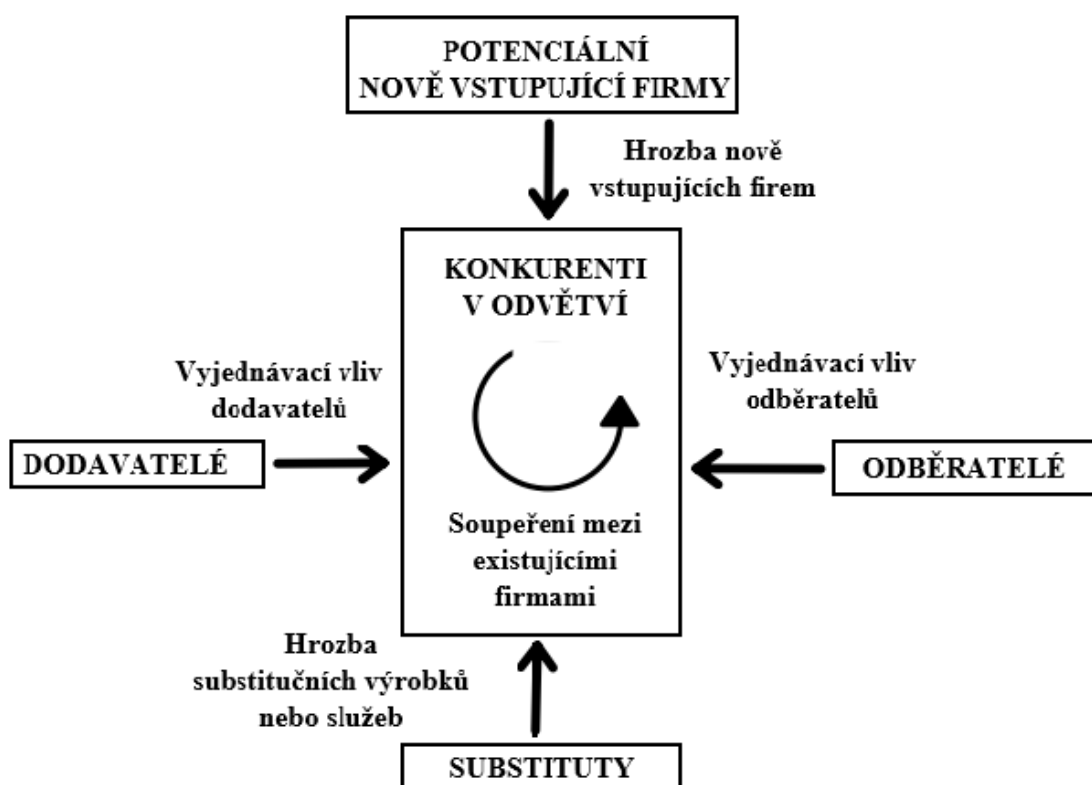 POTENCIÁLNÍ
NOVĚ VSTUPUJÍCÍ FIRMY
Hrozba nově
vstupujících firem
KONKURENTI
V ODVĚTVÍ
Vyjednávací vliv
dodavatelů
Vyjednávací vliv
odběratelů
DODAVATELÉ
ODBĚRATELÉ
Soupeření mezi
existujícími
firmami
Hrozba
substitučních výrobků
nebo služeb
SUBSTITUTY